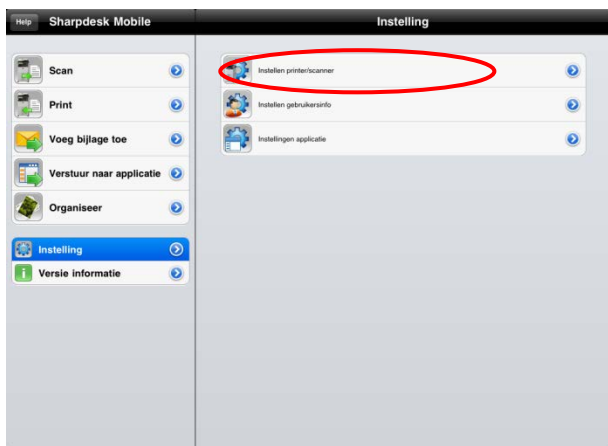 Help
Sharpdesk Mobile
Instelling
Scan
Print
Voeg bijlage toe
Verstuur naar applicatie
Organiseer
Instelling
Versie informatie
Instellen printer/scanner
Instellen gebruikersinfo
Instellingen applicatie